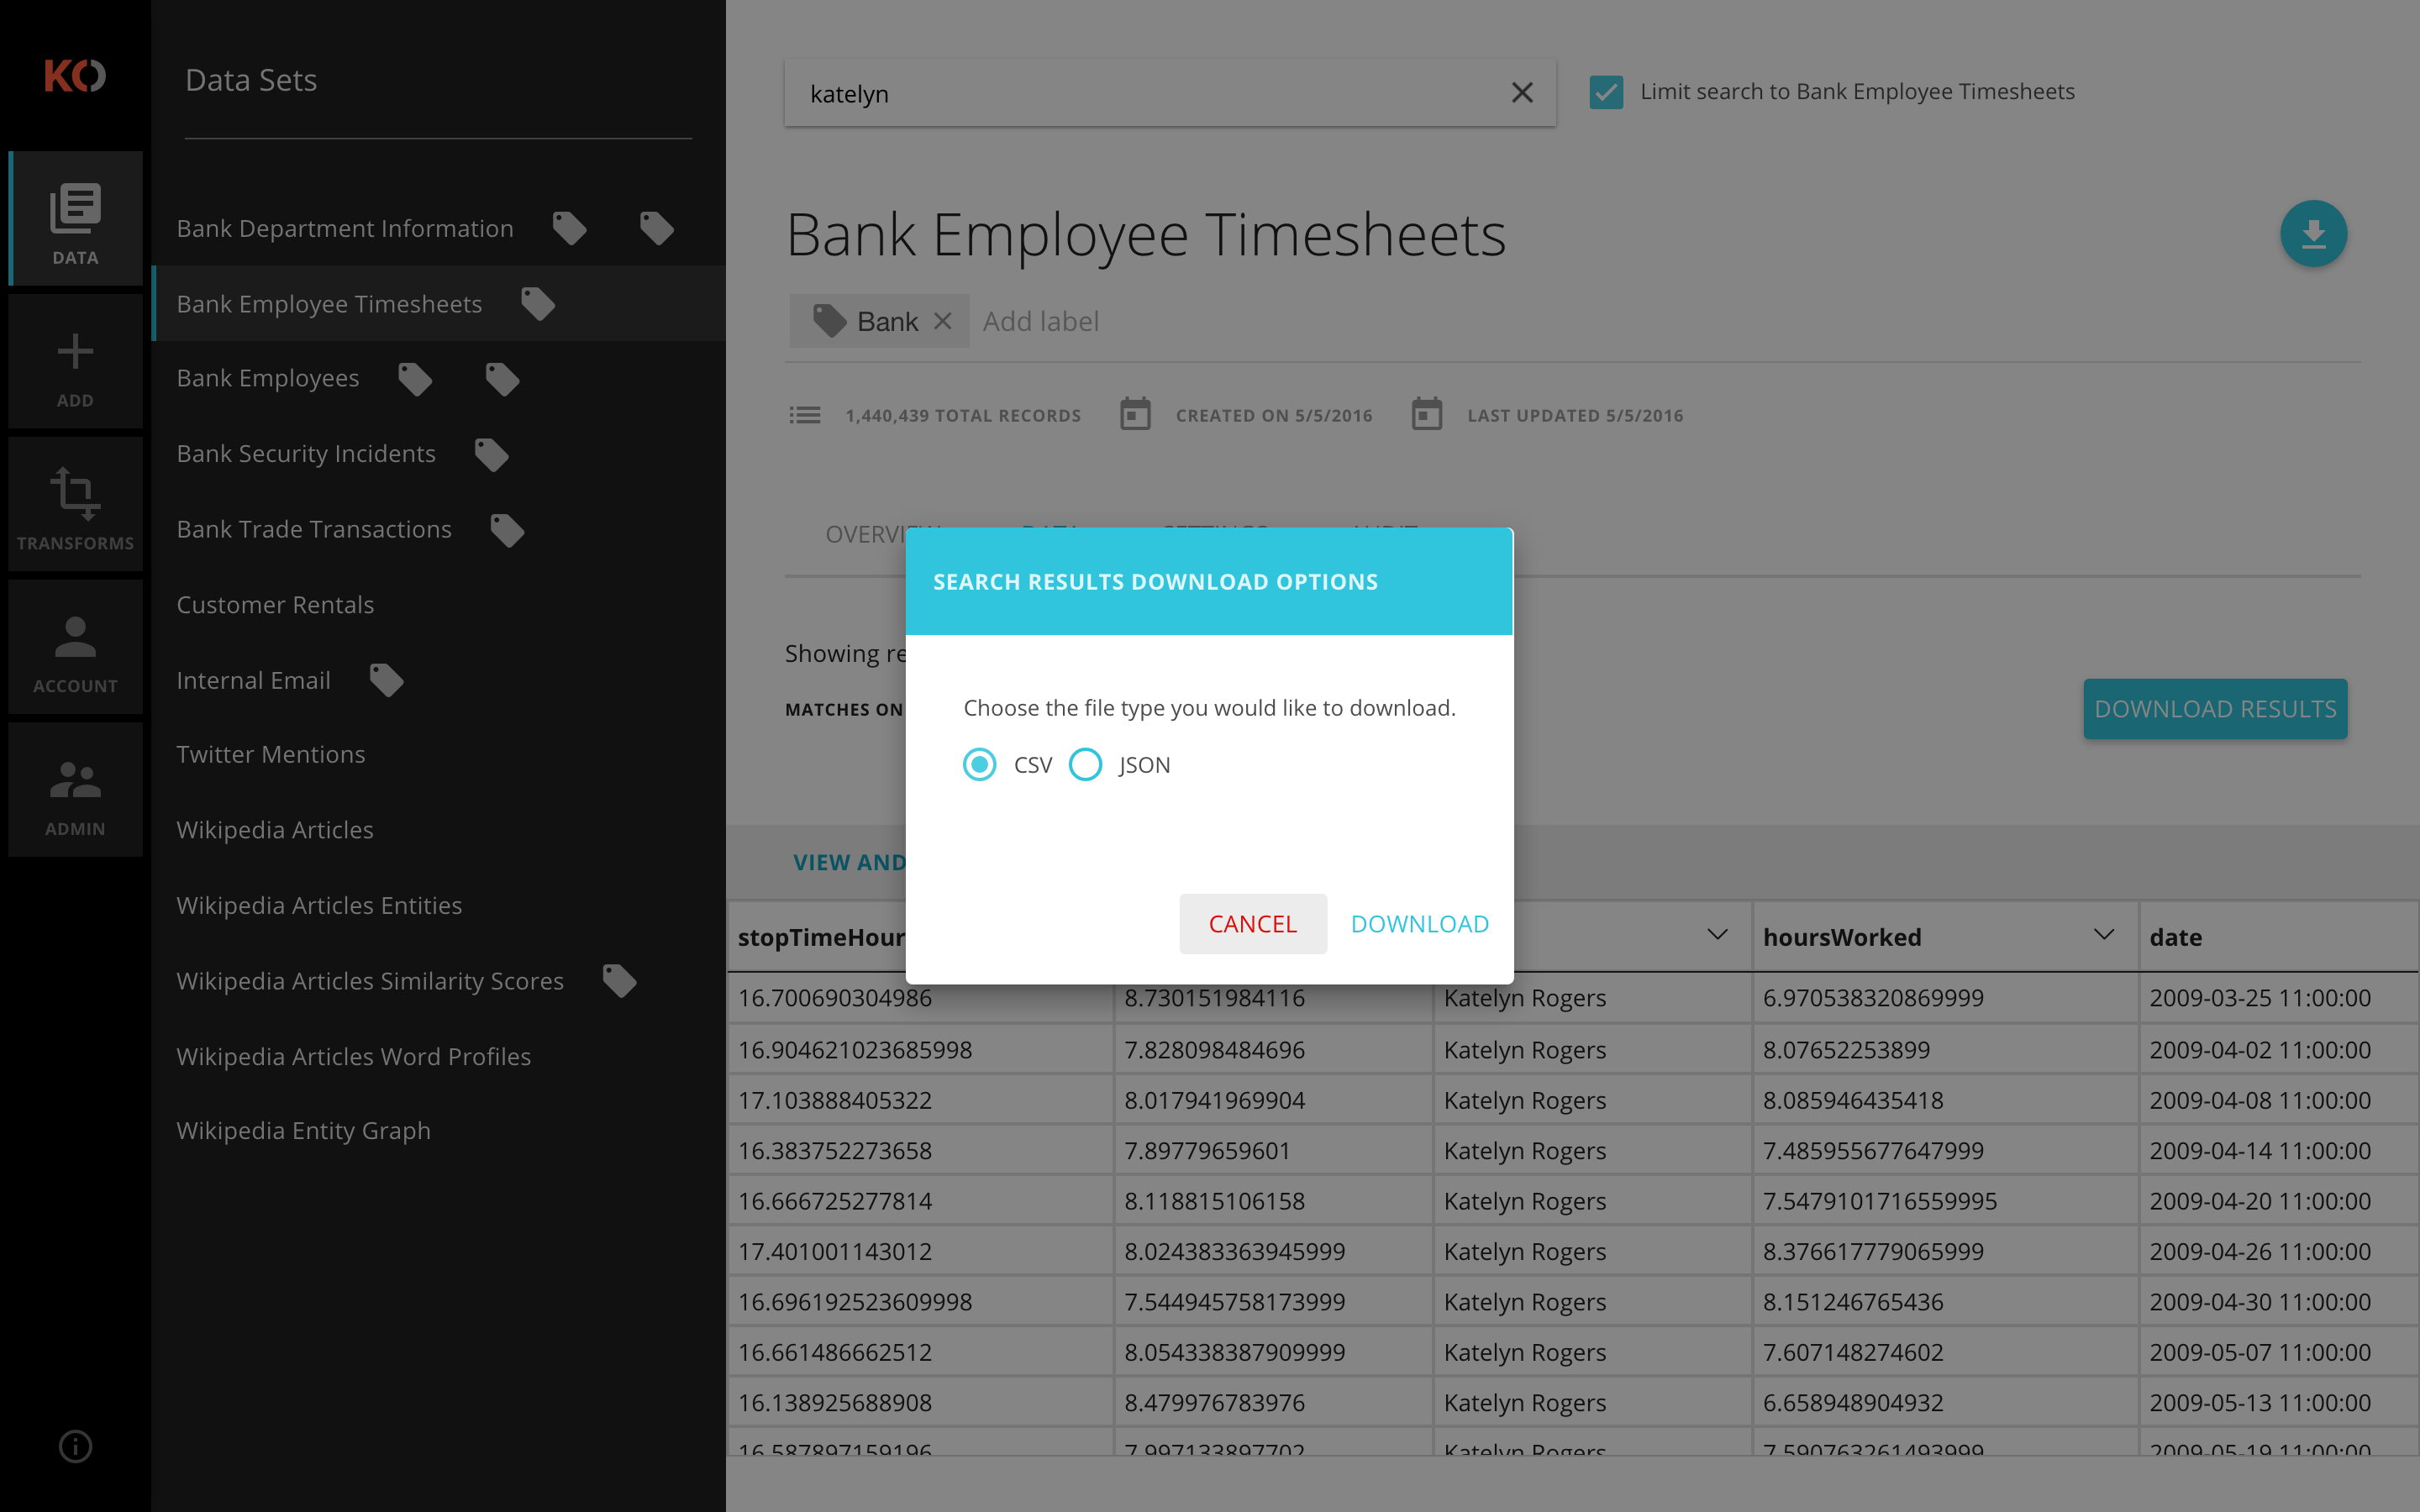 KO
DATA
ADD
TRANSFORMS
ACCOUNT
ADMIN
Data Sets
Bank Department Information
Bank Employee Timesheets
Bank Employees
Bank Security Incidents
Bank Trade Transactions
Customer Rentals
Internal Email
Twitter Mentions
Wikipedia Articles
Wikipedia Articles Entities
Wikipedia Articles Similarity Scores
Wikipedia Articles Word Profiles
Wikipedia Entity Graph
katelyn
Limit search to Bank Employee Timesheets
Bank Employee Timesheets
Bank Add label
1,440,439 TOTAL RECORDS CREATED ON 5/5/2016 LAST UPDATED 5/5/2016
Showing
MATCHES ON
DOWNLOAD RESULTS
VIEW AND
SEARCH RESULTS DOWNLOAD OPTIONS
Choose the file type you would like to download.
CSV JSON
CANCEL DOWNLOAD
stopTimeHour hoursWorked date
16.700690304986 8.730151984116 Katelyn Rogers 6.970538320869999 2009-03-25 11:00:00
16.904621023685998 7.828098484696 Katelyn Rogers 8.07652253899 2009-04-02 11:00:00
17.103888405322 8.017941969904 Katelyn Rogers 8.085946435418 2009-04-08 11:00:00
16.383752273658 7.89779659601 Katelyn Rogers 7.485955677647999 2009-04-14 11:00:00
16.666725277814 8.118815106158 Katelyn Rogers 7.5479101716559995 2009-04-20 11:00:00
17.401001143012 8.024383363945999 Katelyn Rogers 8.376617779065999 2009-04-26 11:00:00
16.696192523609998 7.544945758173999 Katelyn Rogers 8.151246765436 2009-04-30 11:00:00
16.661486662512 8.054338387909999 Katelyn Rogers 7.607148274602 2009-05-07 11:00:00
16.138925688908 8.479976783976 Katelyn Rogers 6.658948904932 2009-05-13 11:00:00
16.587897159196 7.997133897702 Katelyn Rogers 7.590763261493999 2009-05-19 11:00:00